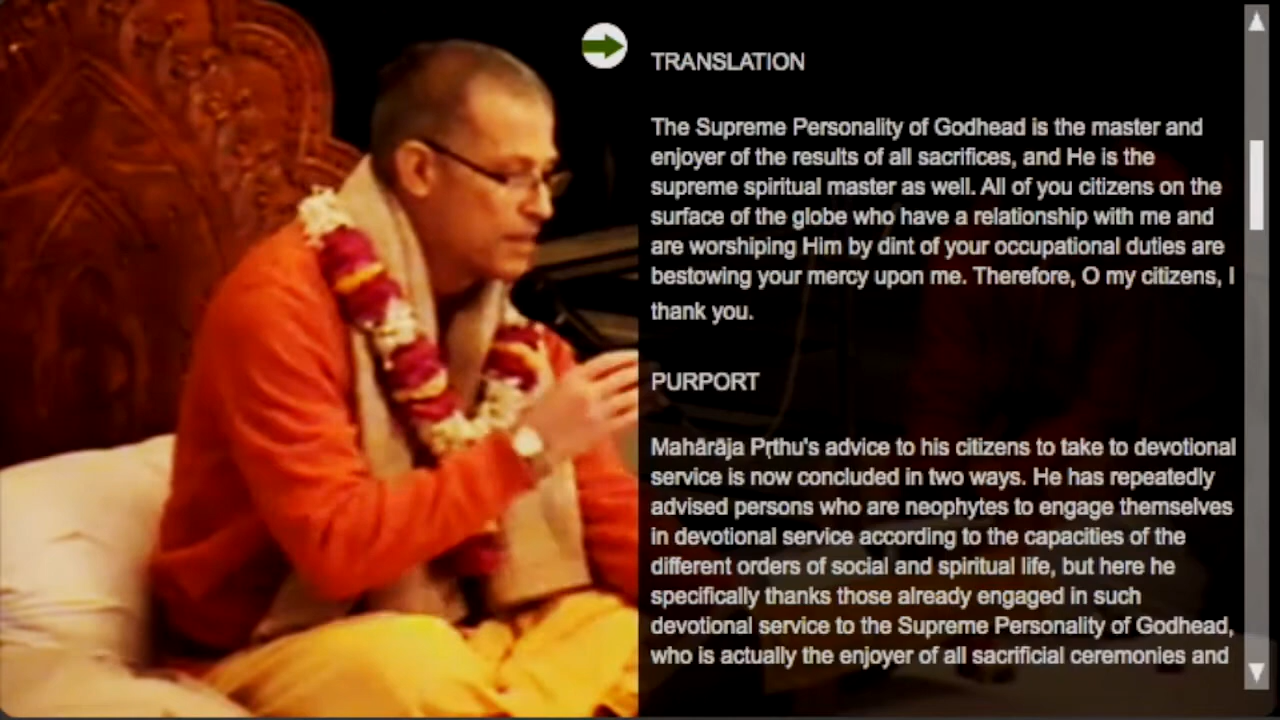 TRANSLATION
The Supreme Personality of Godhead is the master and
enjoyer of the results of all sacrifices, and He is the
supreme spiritual master as well. All of you citizens on the
surface of the globe who have a relationship with me and
are worshiping Him by dint of your occupational duties are
bestowing your mercy upon me. Therefore, O my citizens, I
thank you.
PURPORT
Mahārāja Pṛthu's advice to his citizens to take to devotional
service is now concluded in two ways. He has repeatedly
advised persons who are neophytes to engage themselves
in devotional service according to the capacities of the
different orders of social and spiritual life, but here he
specifically thanks those already engaged in such
devotional service to the Supreme Personality of Godhead,
who is actually the enjoyer of all sacrificial ceremonies and